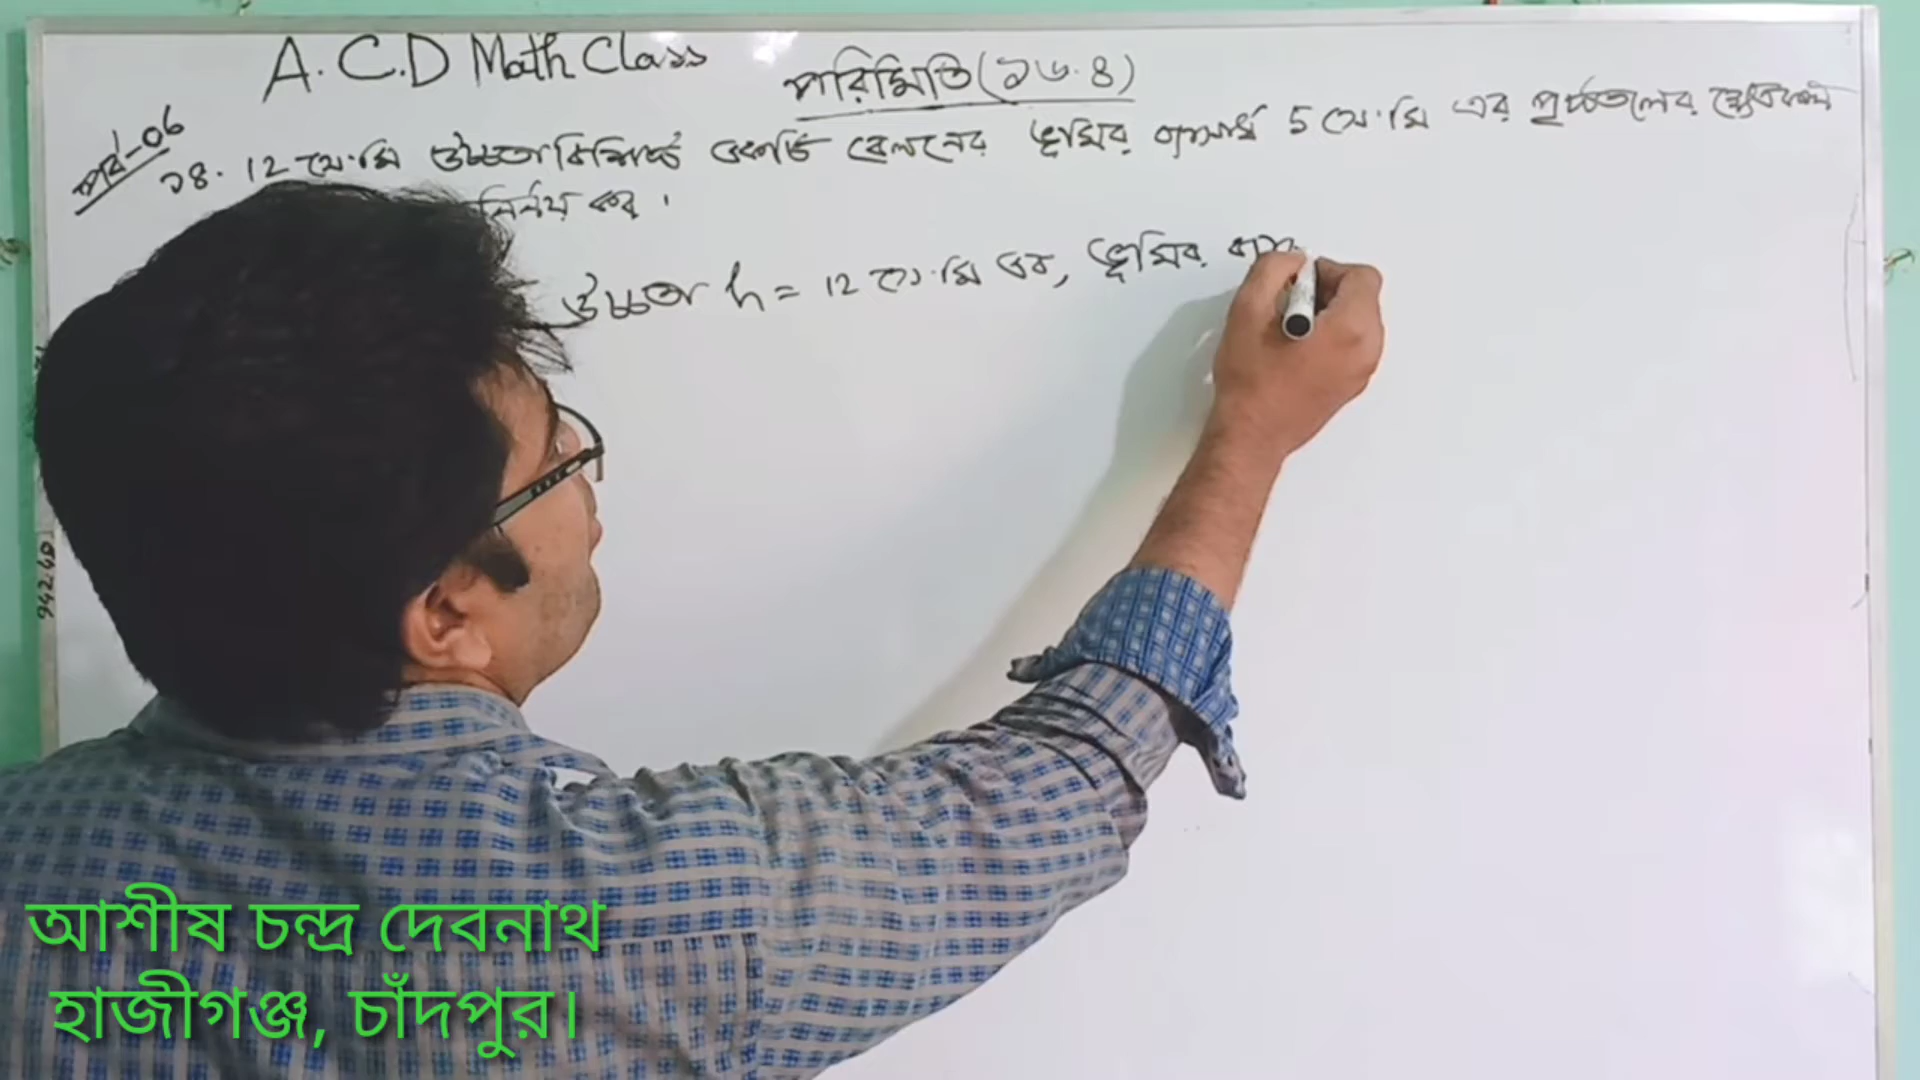 A. C. D Math Class
পরিমিতি (১৬.৪)
পর্ব-06
১৪. 12 সে.মি উচ্চতা বিশিষ্ট একটি বেলনের ভূমির ব্যাসার্ধ 5 সে.মি এর পৃষ্ঠতলের ক্ষেত্রফল
নির্ণয় কর।
উচ্চতা h = 12 সে.মি এবং, ভূমির ব্যাস
আশীষ চন্দ্র দেবনাথ
হাজীগঞ্জ, চাঁদপুর।